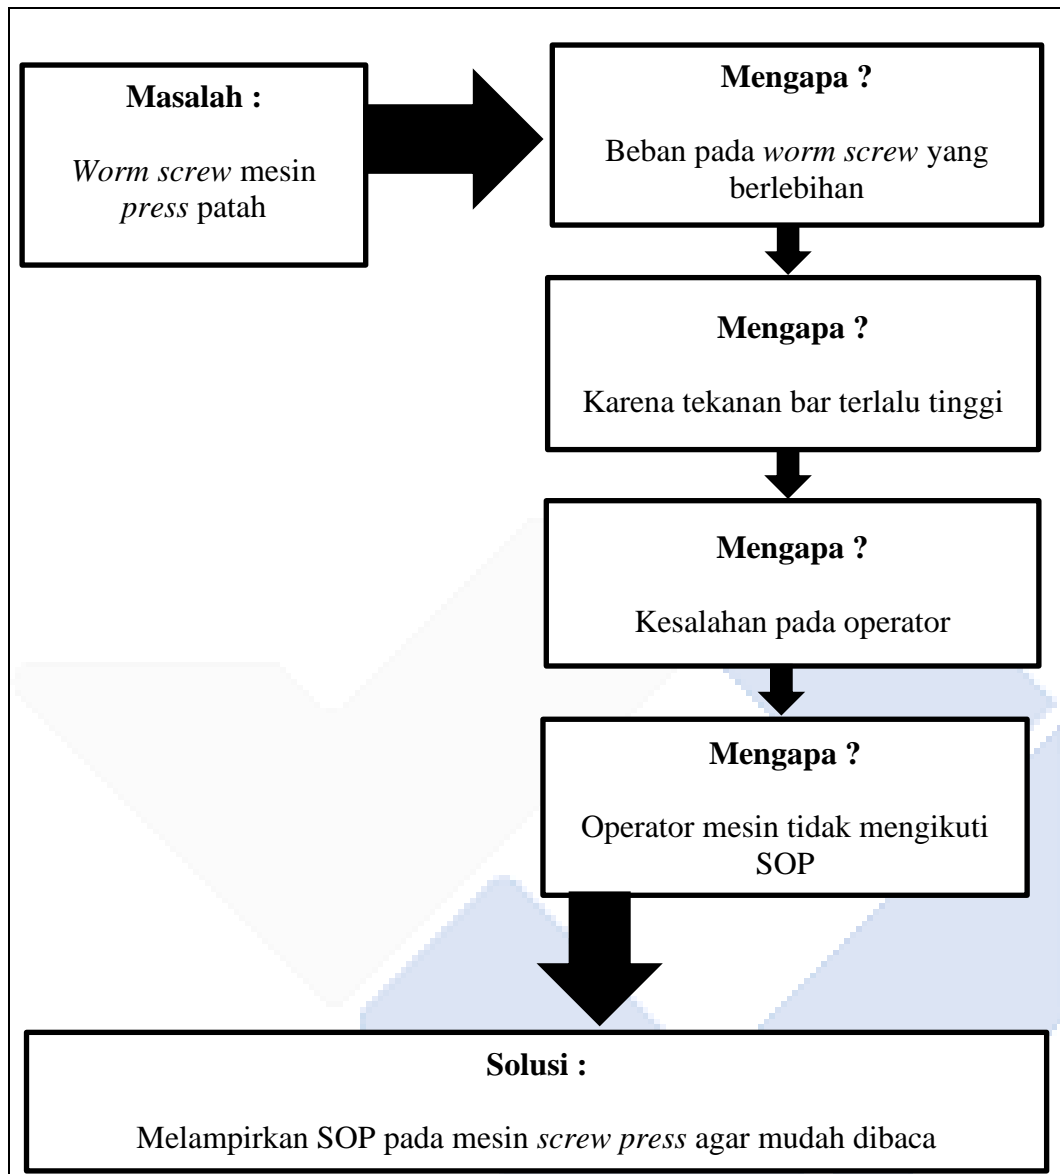 Masalah :
Worm screw mesin
press patah
Mengapa ?
Beban pada worm screw yang
berlebihan
Mengapa ?
Karena tekanan bar terlalu tinggi
Mengapa ?
Kesalahan pada operator
Mengapa ?
Operator mesin tidak mengikuti
SOP
Solusi :
Melampirkan SOP pada mesin screw press agar mudah dibaca